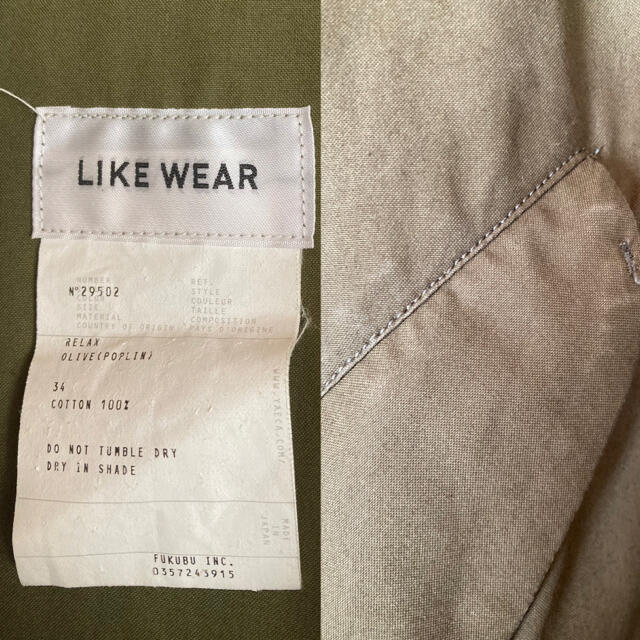 LIKE WEAR
NUMBER REF.
Nº29502 STYLE
COLOR COULEUR
SIZE TAILLE
MATERIAL COMPOSITION
COUNTRY OF ORIGIN PAYS D'ORIGINE
RELAX
OLIVE(POPLIN)
34
COTTON 100%
WWW.YAECA.COM/
DO NOT TUMBLE DRY
DRY IN SHADE
MADE
IN
JAPAN
FUKUBU INC.
0357243915